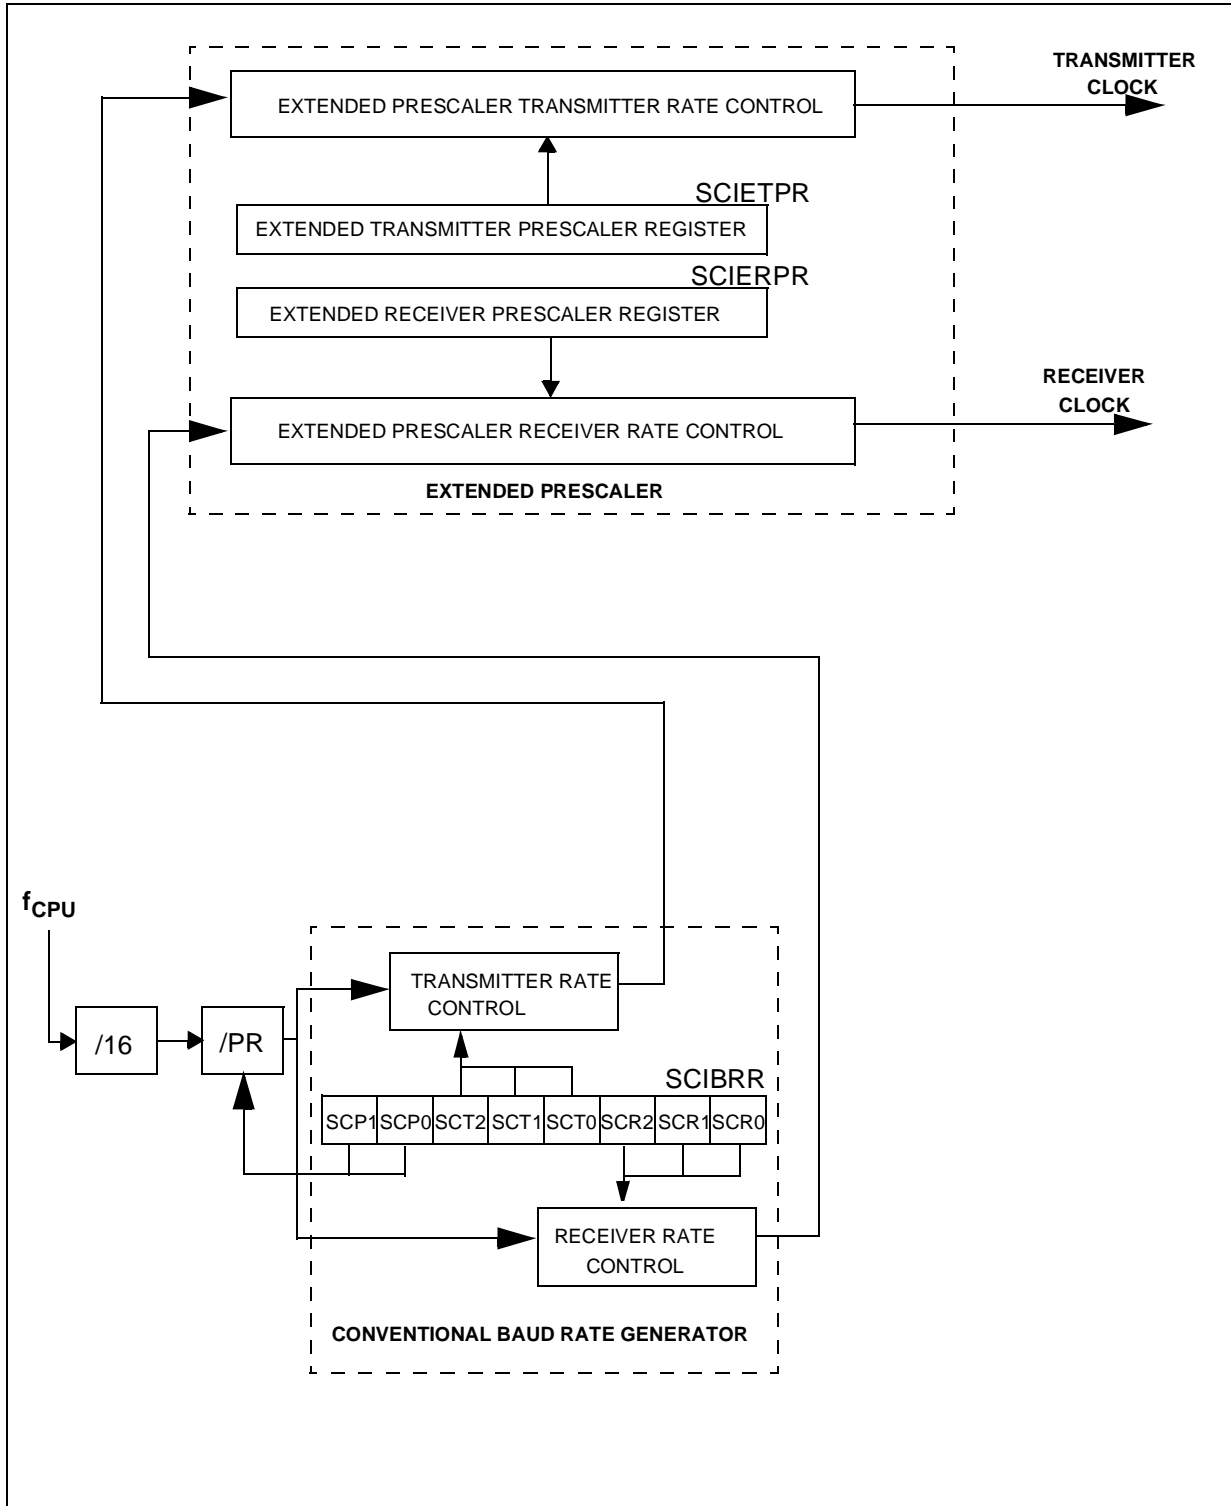 TRANSMITTER
CLOCK
EXTENDED PRESCALER TRANSMITTER RATE CONTROL
SCIETPR
EXTENDED TRANSMITTER PRESCALER REGISTER
SCIERPR
EXTENDED RECEIVER PRESCALER REGISTER
RECEIVER
CLOCK
EXTENDED PRESCALER RECEIVER RATE CONTROL
EXTENDED PRESCALER
fCPU
TRANSMITTER RATE
CONTROL
/16
/PR
SCIBRR
SCP1 SCP0 SCT2 SCT1 SCT0 SCR2 SCR1 SCR0
RECEIVER RATE
CONTROL
CONVENTIONAL BAUD RATE GENERATOR